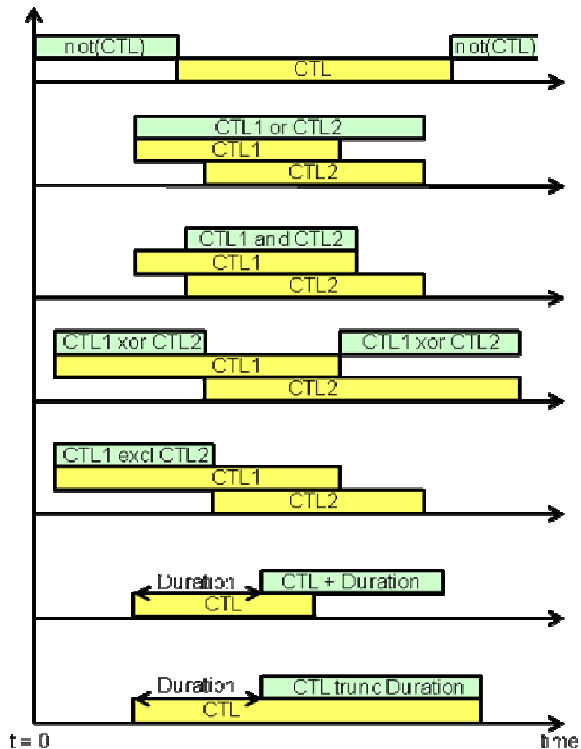 not(CTL) not(CTL)
CTL
CTL1 or CTL2
CTL1
CTL2
CTL1 and CTL2
CTL1
CTL2
CTL1 xor CTL2 CTL1 xor CTL2
CTL1
CTL2
CTL1 excl CTL2
CTL1
CTL2
Duration CTL + Duration
CTL
Duration CTL trunc Duration
CTL
t = 0 time